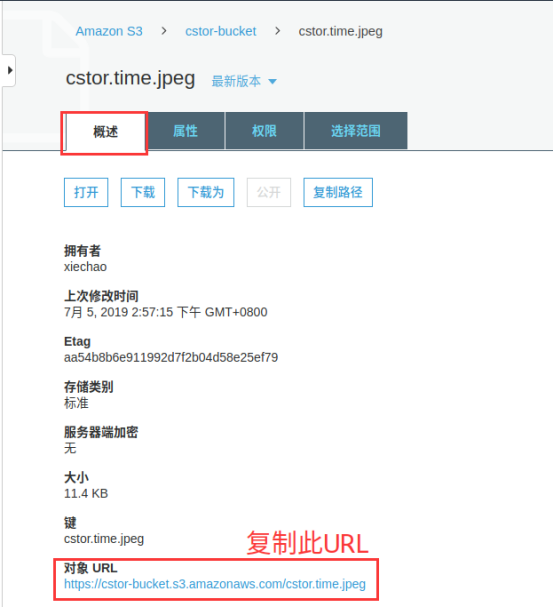 Amazon S3 > cstor-bucket > cstor.time.jpeg
cstor.time.jpeg 最新版本
概述 属性 权限 选择范围
打开 下载 下载为 公开 复制路径
拥有者
xiechao
上次修改时间
7月 5, 2019 2:57:15 下午 GMT+0800
Etag
aa54b8b6e911992d7f2b04d58e25ef79
存储类别
标准
服务器端加密
无
大小
11.4 KB
键
cstor.time.jpeg
复制此URL
对象 URL
https://cstor-bucket.s3.amazonaws.com/cstor.time.jpeg